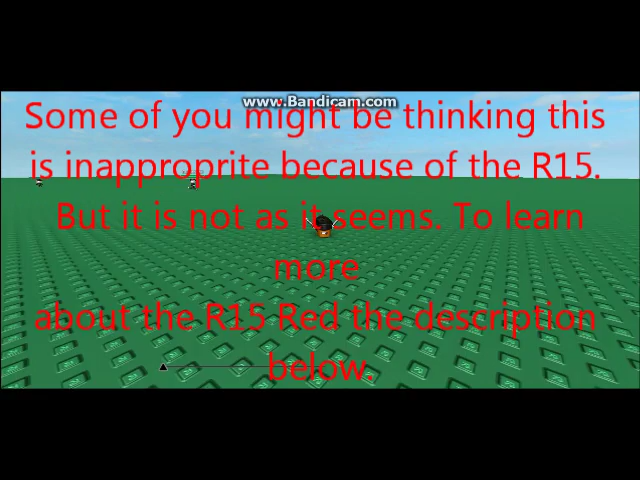 www.Bandicam.com
Some of you might be thinking this
is inapproprite because of the R15.
But it is not as it seems. To learn
more
about the R15 Red the description
below.